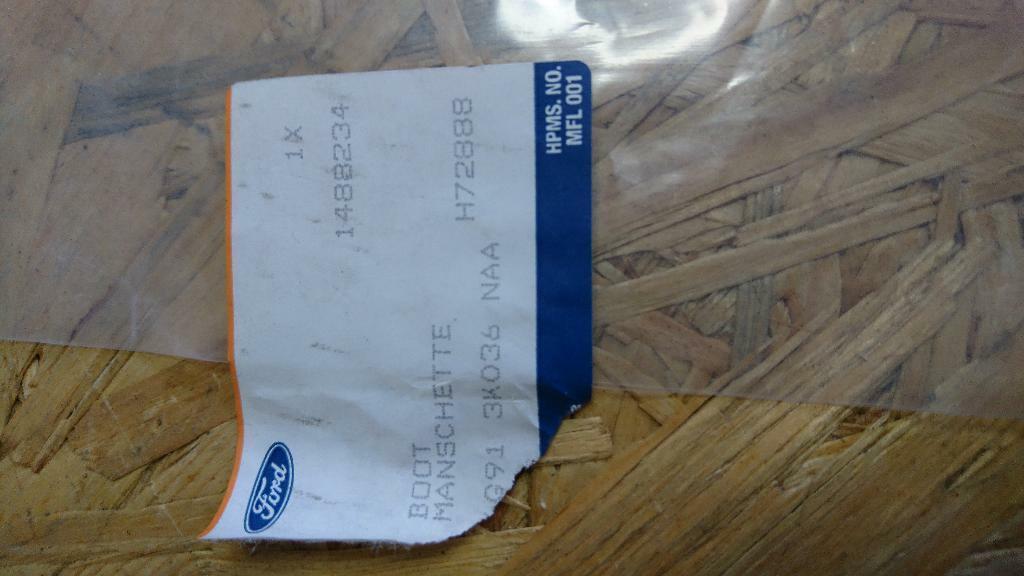 Ford
1X
1488234
BOOT
MANSCHETTE
G91 3K036 NAA H72888
HPMS. NO.
MFL 001